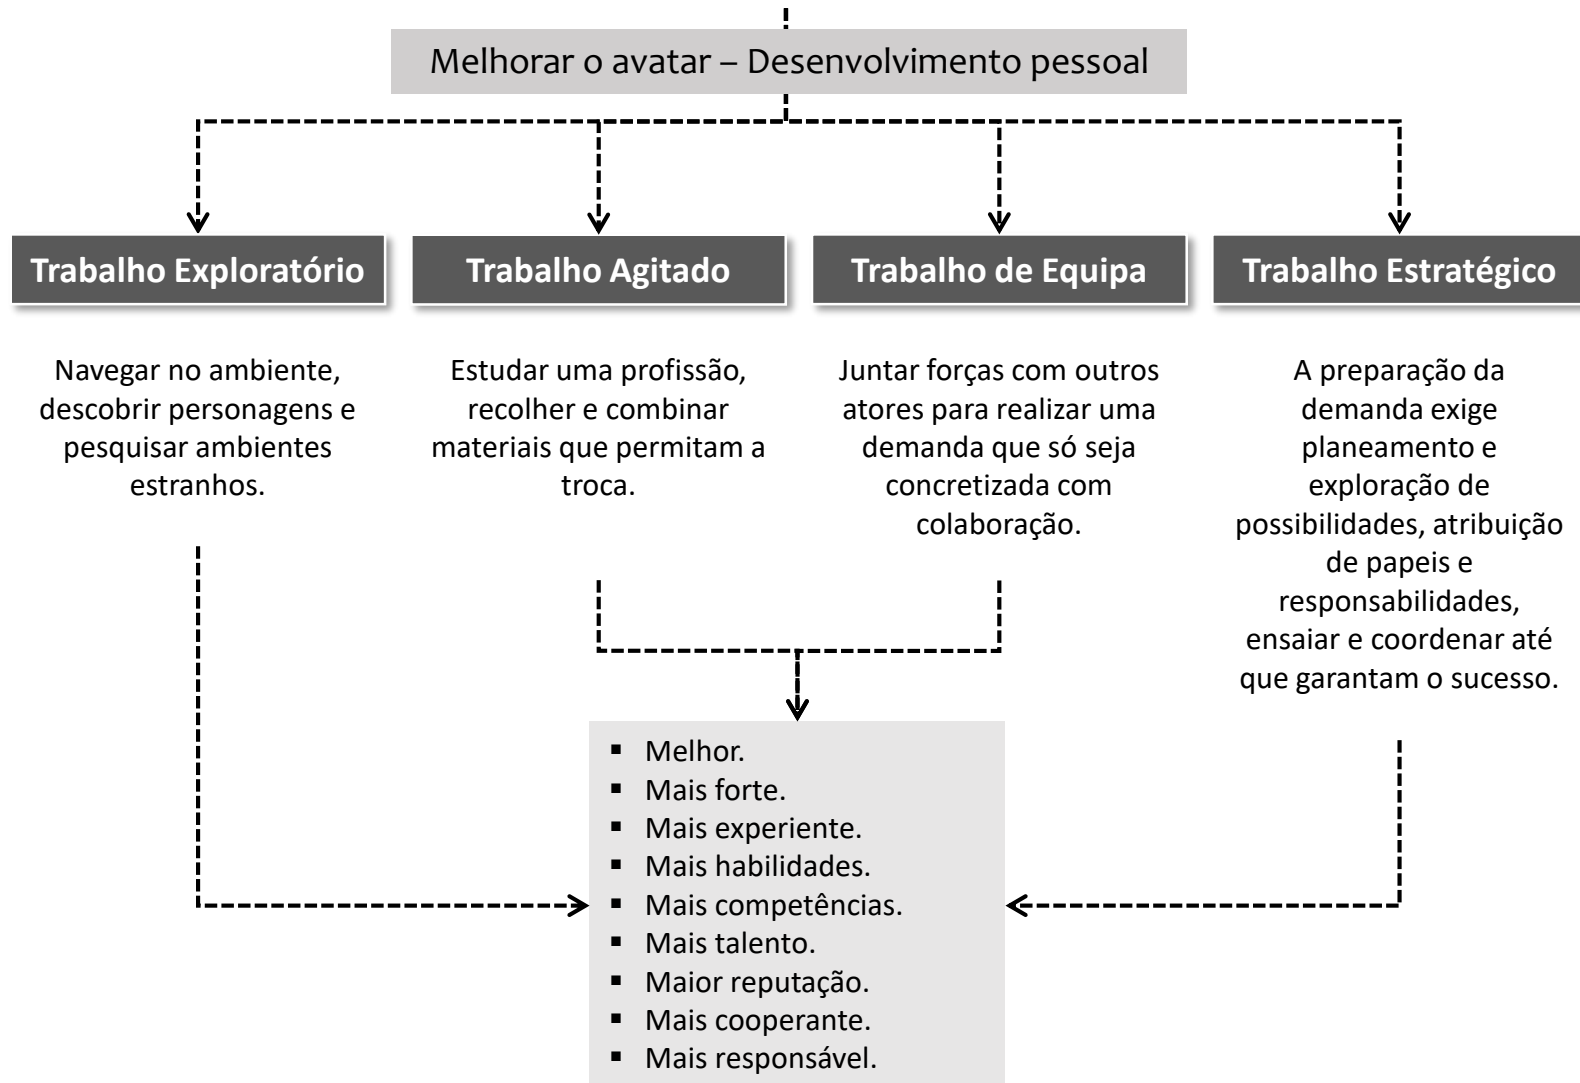 Melhorar o avatar – Desenvolvimento pessoal
Trabalho Exploratório
Navegar no ambiente,
descobrir personagens e
pesquisar ambientes
estranhos.
Trabalho Agitado
Estudar uma profissão,
recolher e combinar
materiais que permitam a
troca.
Trabalho de Equipa
Juntar forças com outros
atores para realizar uma
demanda que só seja
concretizada com
colaboração.
Trabalho Estratégico
A preparação da
demanda exige
planeamento e
exploração de
possibilidades, atribuição
de papeis e
responsabilidades,
ensaiar e coordenar até
que garantam o sucesso.
▪ Melhor.
▪ Mais forte.
▪ Mais experiente.
▪ Mais habilidades.
▪ Mais competências.
▪ Mais talento.
▪ Maior reputação.
▪ Mais cooperante.
▪ Mais responsável.